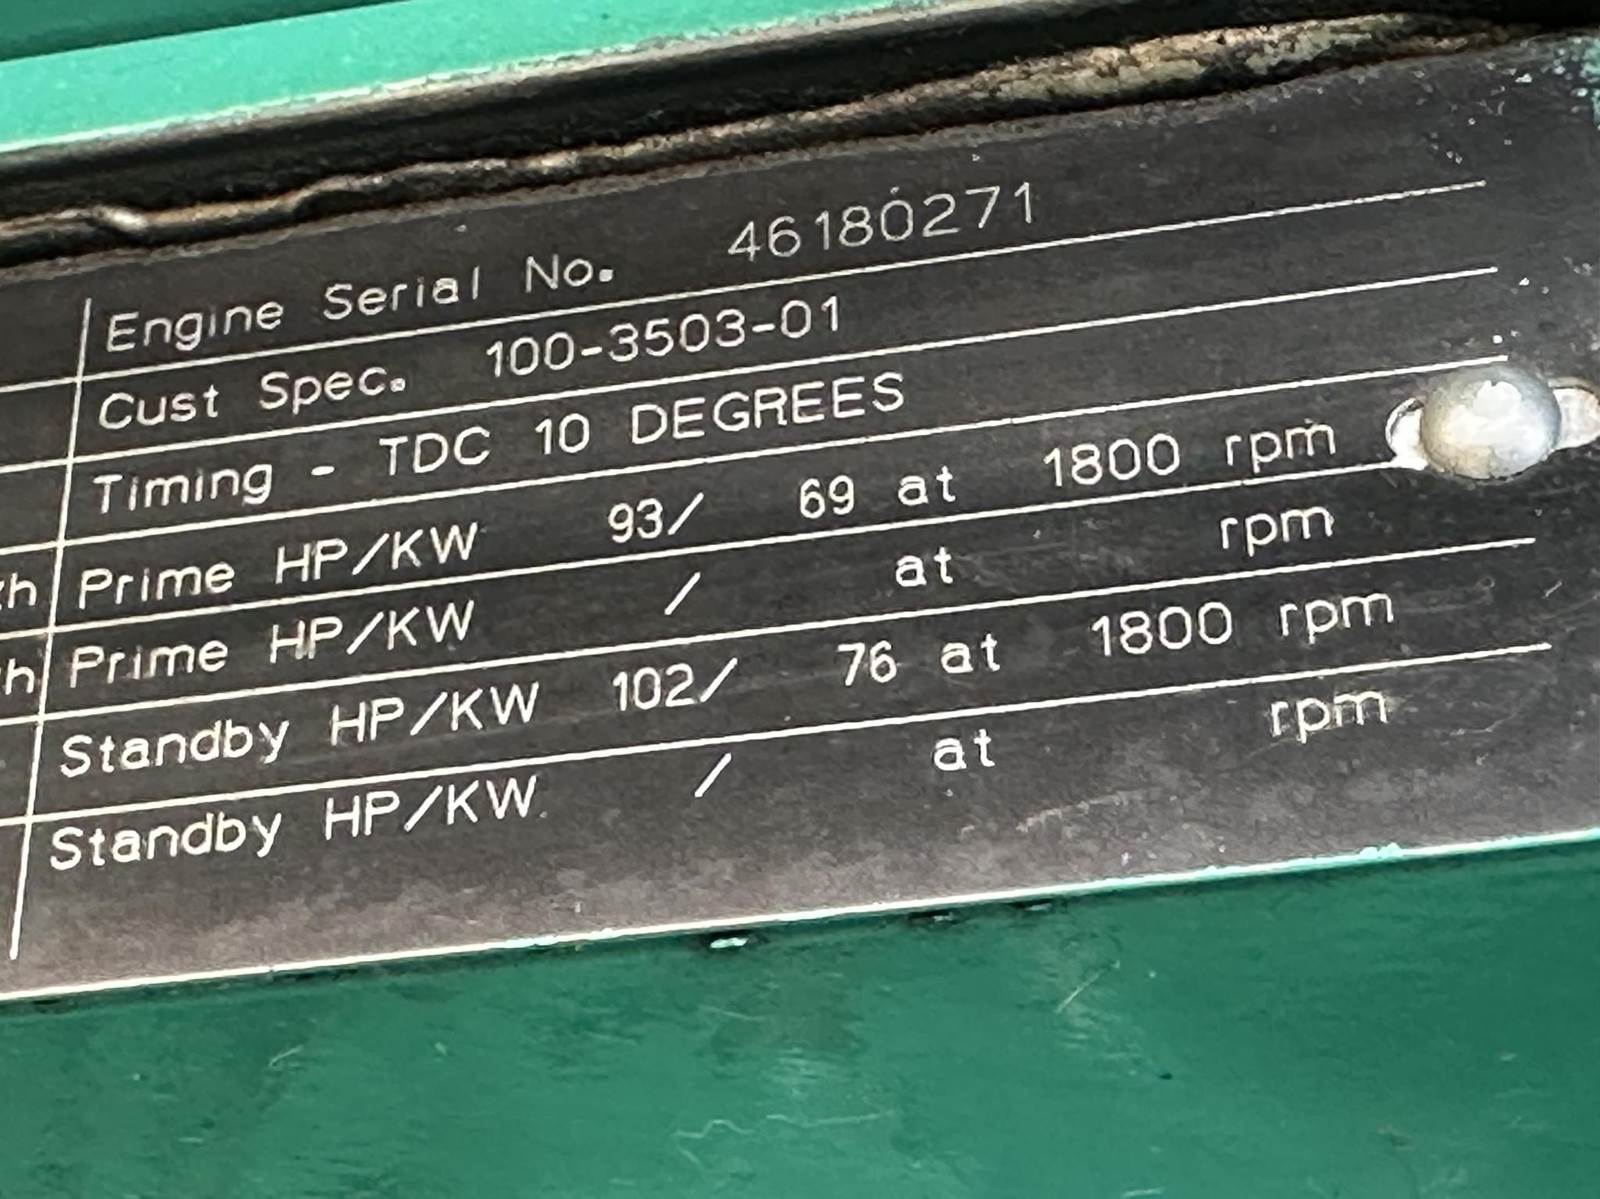 Engine Serial No. 46180271
Cust Spec. 100-3503-01
Timing - TDC 10 DEGREES
h Prime HP/KW 93/ 69 at 1800 rpm
h Prime HP/KW / at rpm
Standby HP/KW 102/ 76 at 1800 rpm
Standby HP/KW / at rpm